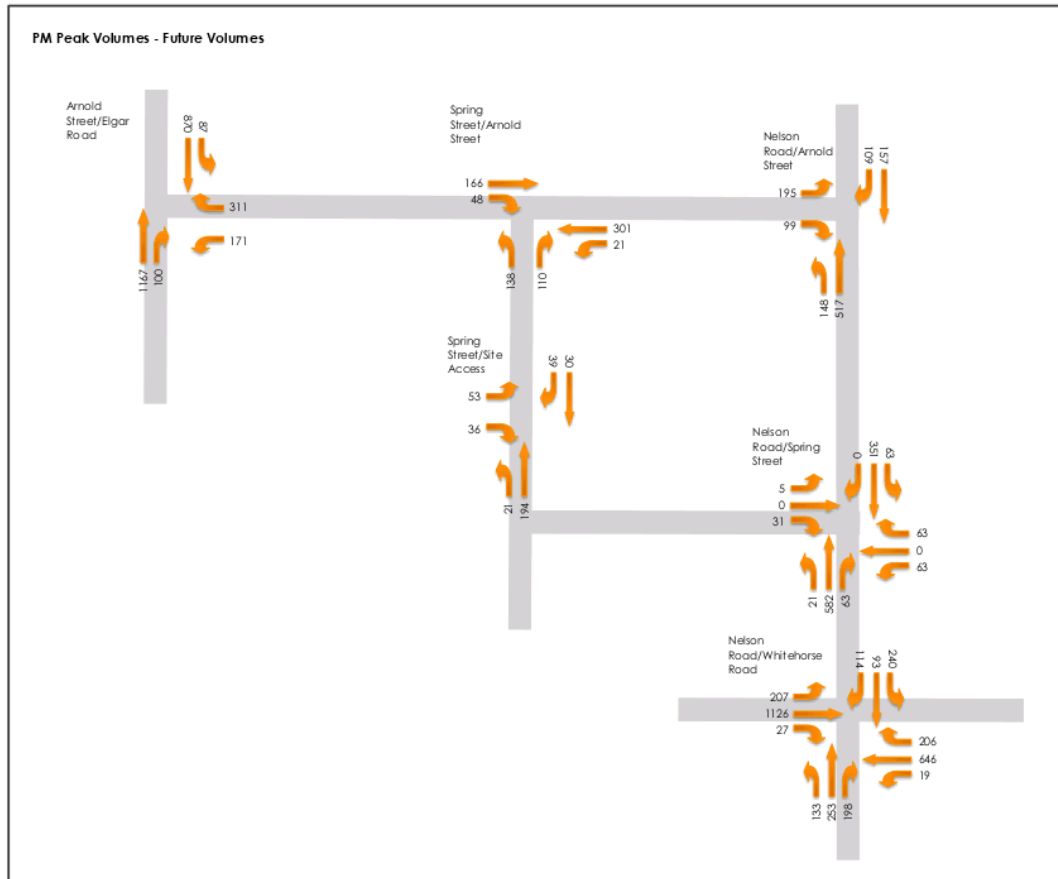 PM Peak Volumes - Future Volumes
Arnold
Street/Elgar
Road
870
87
311
171
1167
100
Spring
Street/Arnold
Street
166
48
301
21
138
110
Nelson
Road/Arnold
Street
109
157
195
99
148
517
Spring
Street/Site
Access
39
30
53
36
21
194
Nelson
Road/Spring
Street
0
351
63
5
0
31
63
0
63
21
582
63
Nelson
Road/Whitehorse
Road
114
93
240
207
1126
27
206
646
19
133
253
198